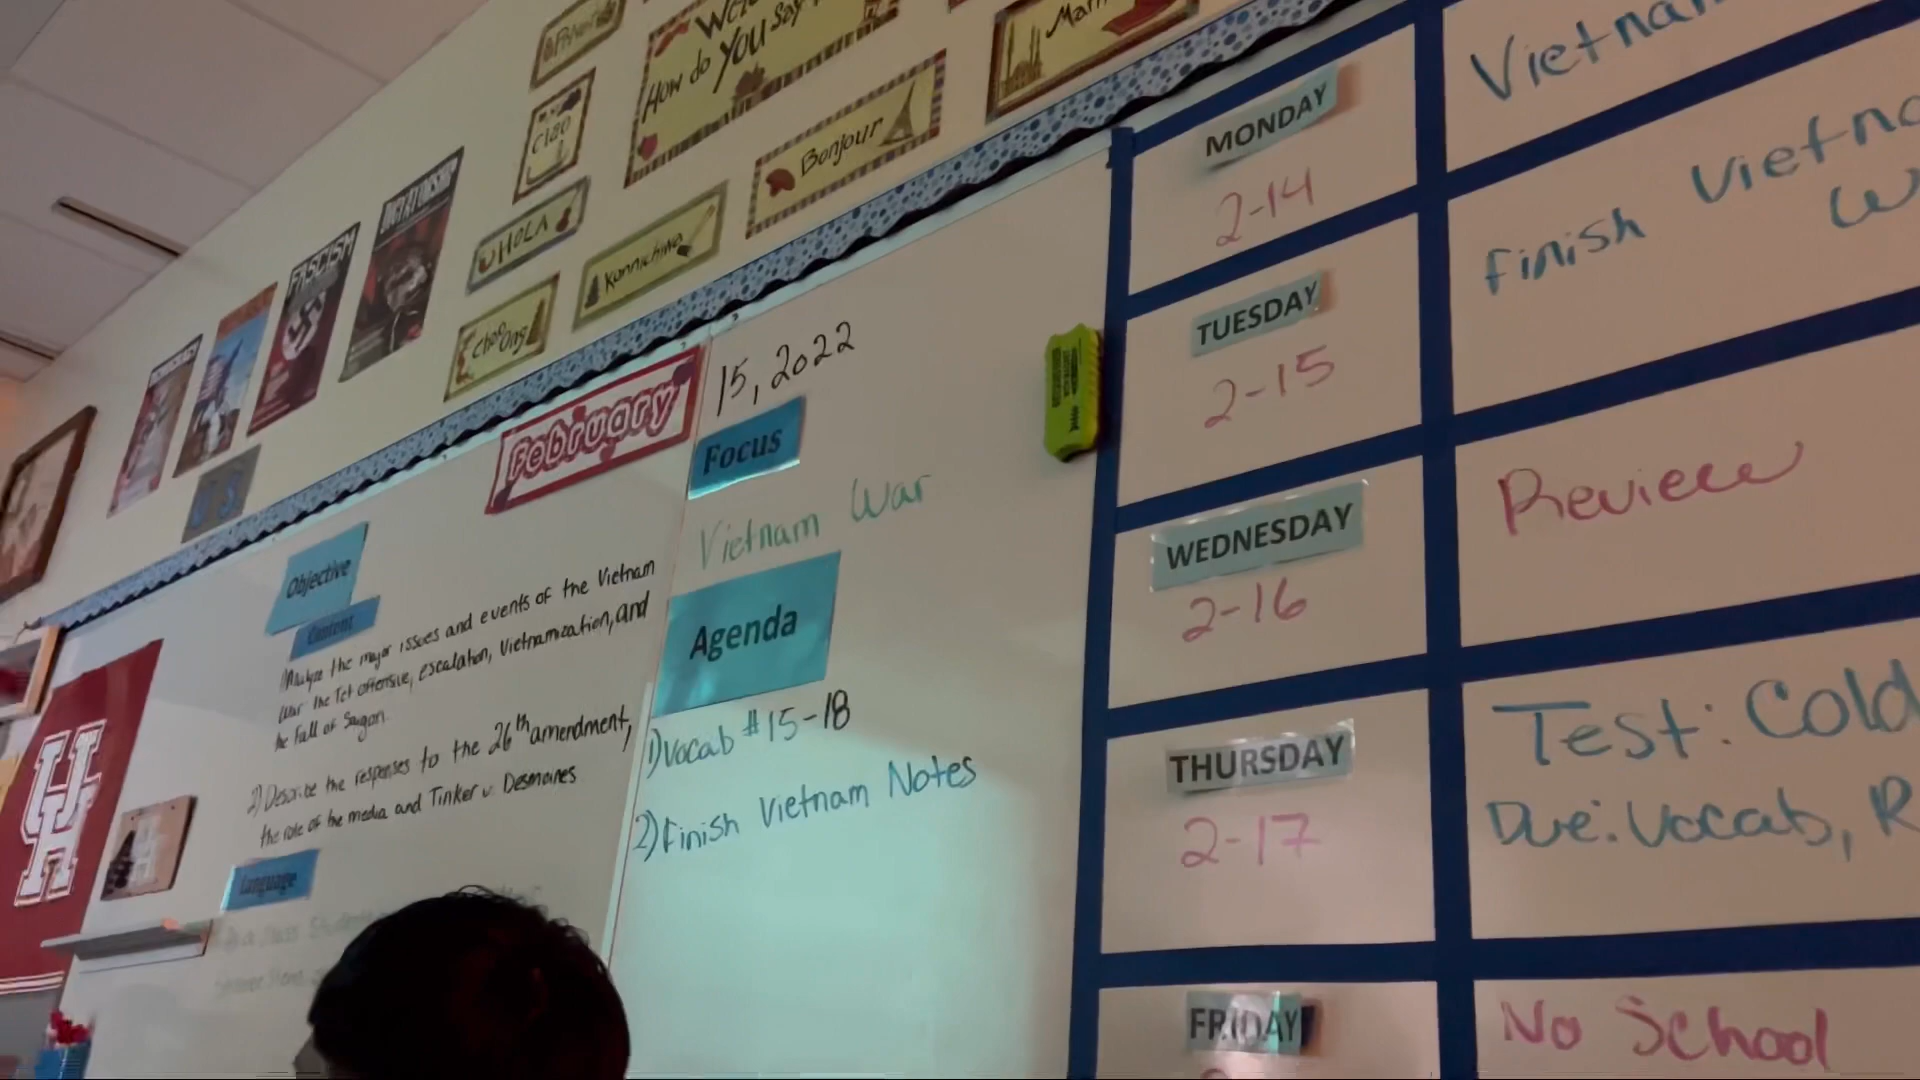 Ciao
How do You Say
HOLA
Bonjour
Konnichiwa
FASCISM
DICTATORSHIP
February 15, 2022
Objective
Content
Analyze the major issues and events of the Vietnam
War the Tet offensive, escalation, Vietnamization, and
the Fall of Saigon.
2) Describe the responses to the 26th amendment,
the role of the media and Tinker v. Desmoines
Language
Focus
Vietnam War
Agenda
1) Vocab #15-18
2) Finish Vietnam Notes
MONDAY
2-14
TUESDAY
2-15
Finish
WEDNESDAY
2-16
Review
THURSDAY
2-17
Test: Cold
Due: Vocab, R
FRIDAY
No School
UH